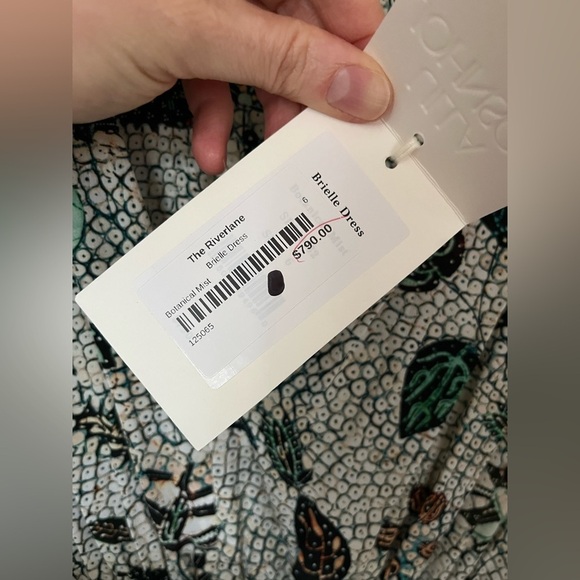 The Riverlane
Brielle Dress
Botanical Mist 6
125065
Brielle Dress
$790.00